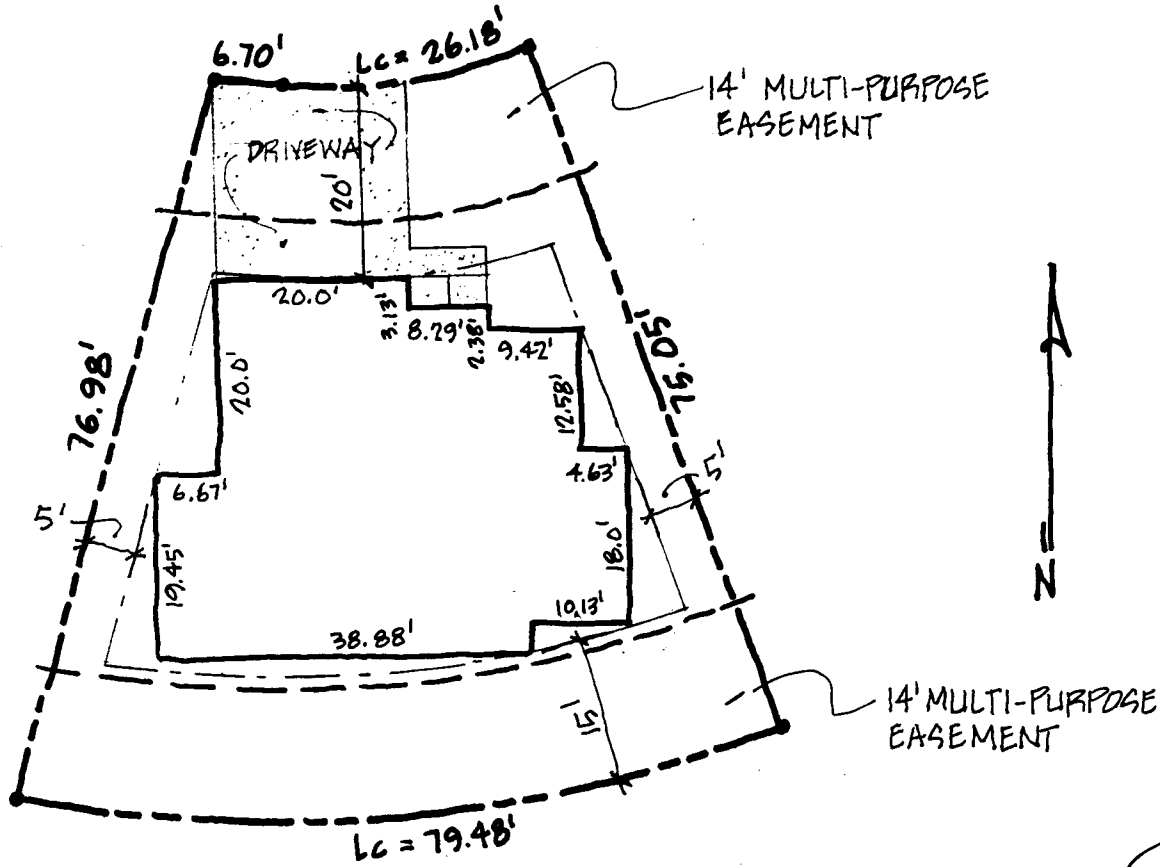 6.70'
Lc = 26.18'
14' MULTI-PURPOSE
EASEMENT
DRIVEWAY
20'
20.0'
3.13'
8.29'
2.38'
9.42'
76.98'
20.0'
12.58'
75.05'
6.67'
4.63'
5'
5'
19.45'
18.0'
10.13'
38.88'
N
15'
14' MULTI-PURPOSE
EASEMENT
Lc = 79.48'